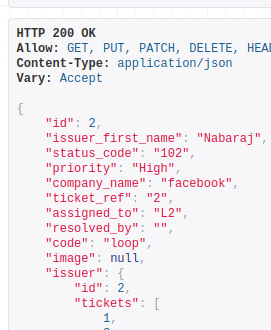 HTTP 200 OK
Allow: GET, PUT, PATCH, DELETE, HEA
Content-Type: application/json
Vary: Accept
{
"id": 2,
"issuer_first_name": "Nabaraj",
"status_code": "102",
"priority": "High",
"company_name": "facebook",
"ticket_ref": "2",
"assigned_to": "L2",
"resolved_by": "",
"code": "loop",
"image": null,
"issuer": {
"id": 2,
"tickets": [
1,